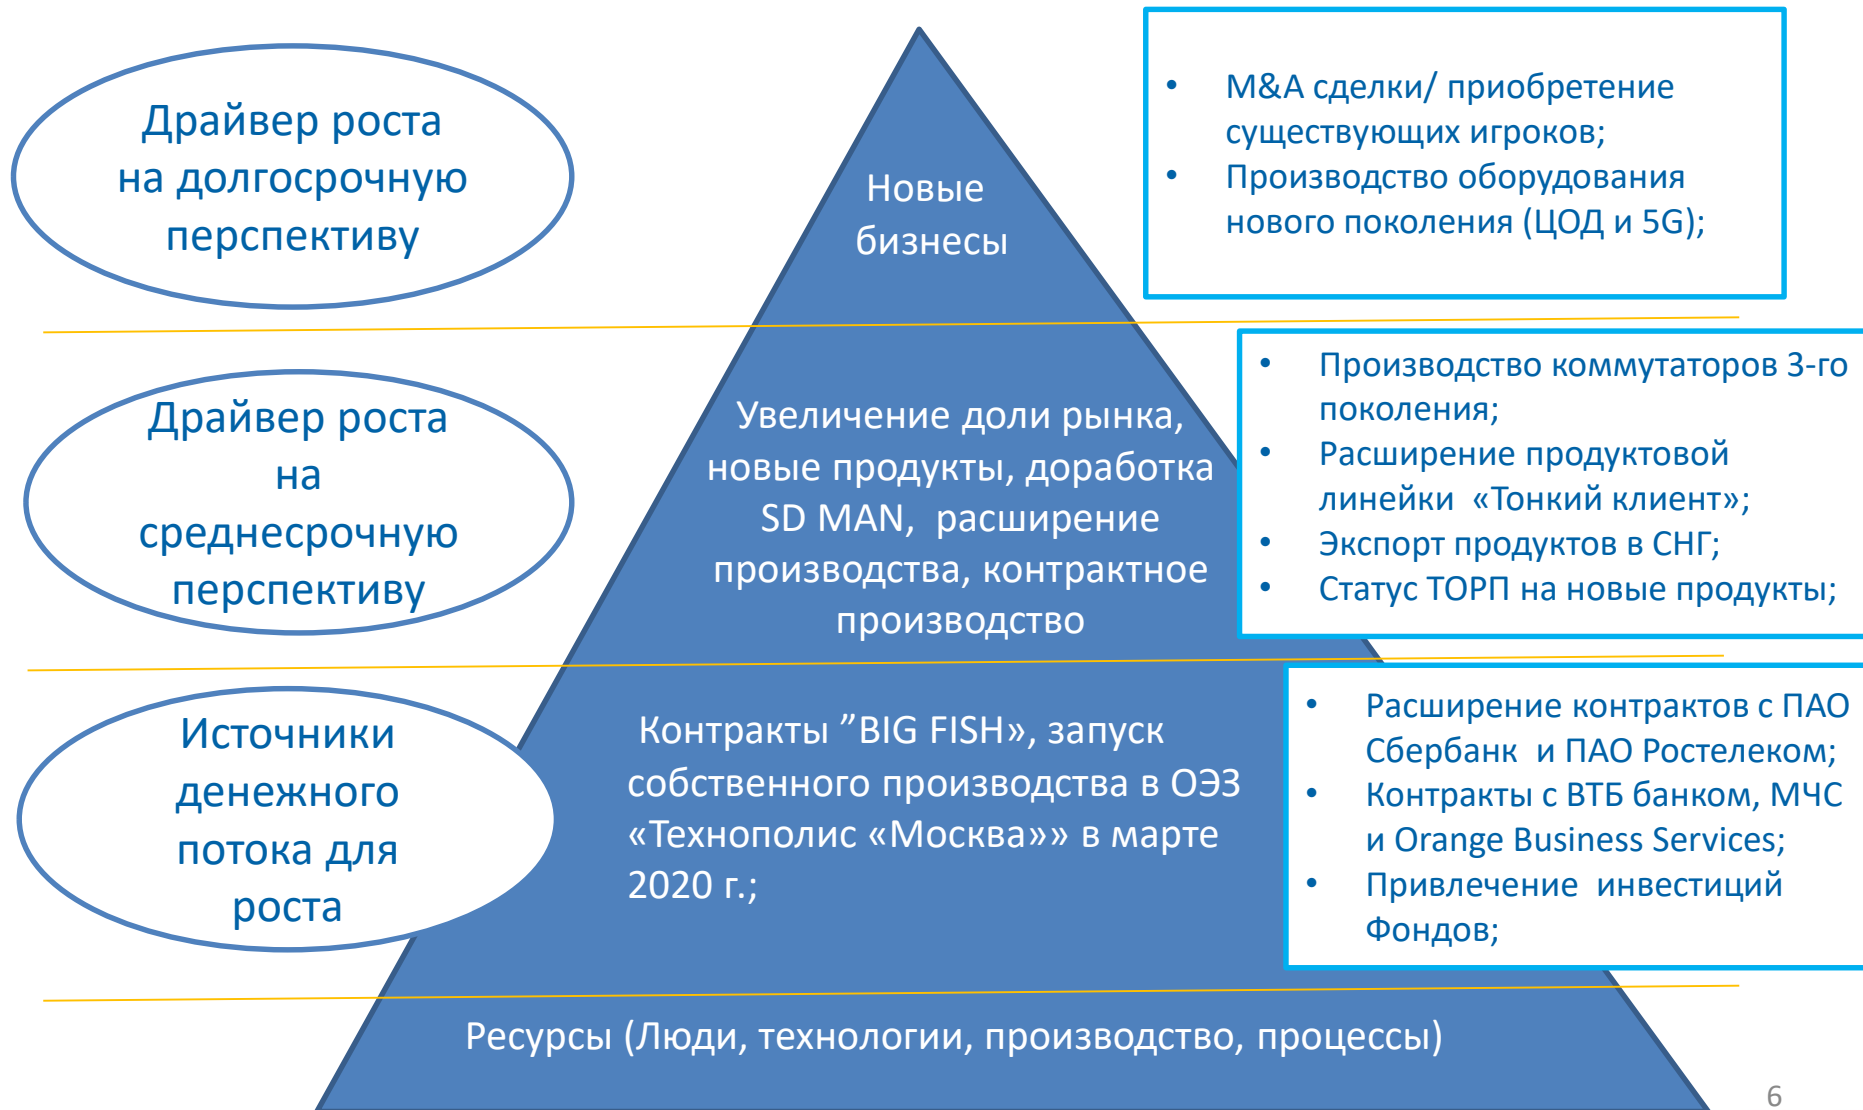 Драйвер роста
на долгосрочную
перспективу
Новые
бизнесы
• M&A сделки/ приобретение
существующих игроков;
• Производство оборудования
нового поколения (ЦОД и 5G);
Драйвер роста
на
среднесрочную
перспективу
Увеличение доли рынка,
новые продукты, доработка
SD MAN, расширение
производства, контрактное
производство
• Производство коммутаторов 3-го
поколения;
• Расширение продуктовой
линейки «Тонкий клиент»;
• Экспорт продуктов в СНГ;
• Статус ТОРП на новые продукты;
Источники
денежного
потока для
роста
Контракты ”BIG FISH», запуск
собственного производства в ОЭЗ
«Технополис «Москва»» в марте
2020 г.;
• Расширение контрактов с ПАО
Сбербанк и ПАО Ростелеком;
• Контракты с ВТБ банком, МЧС
и Orange Business Services;
• Привлечение инвестиций
Фондов;
Ресурсы (Люди, технологии, производство, процессы)
6